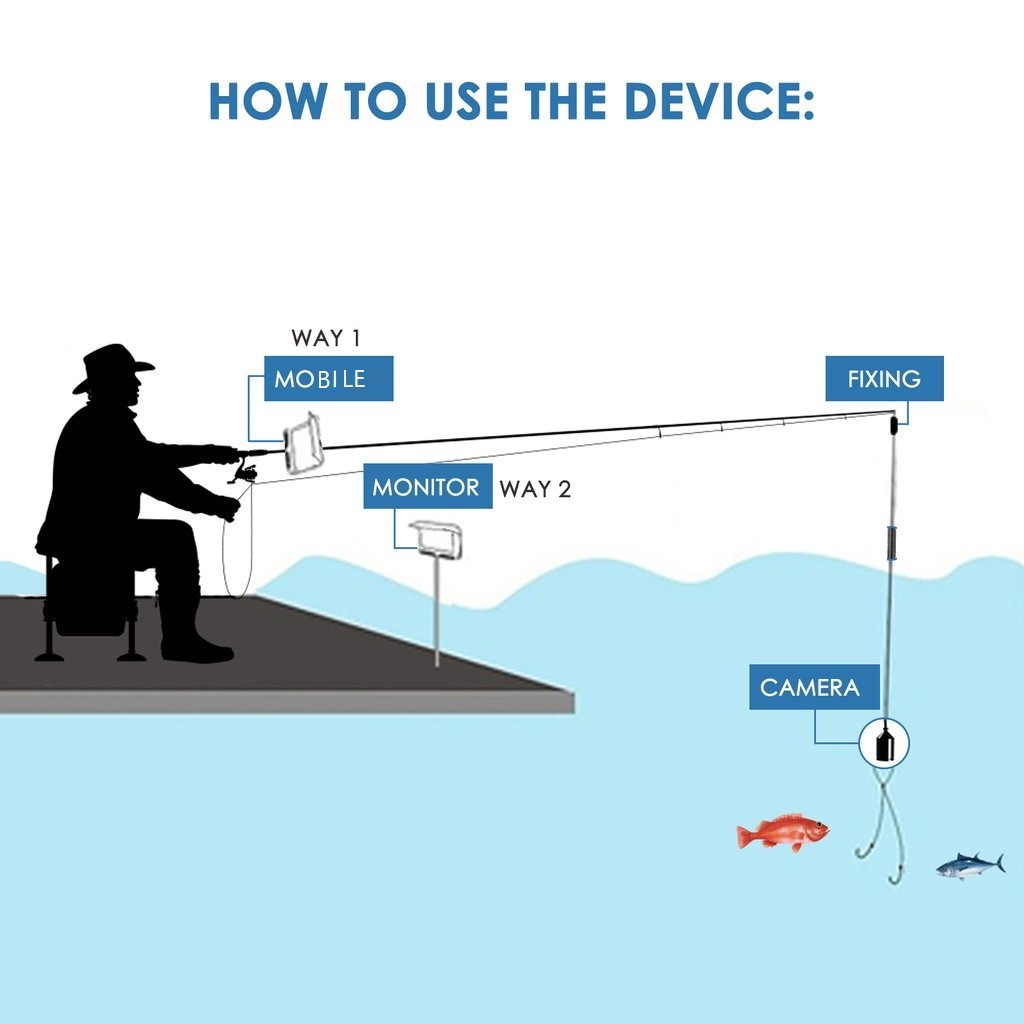 HOW TO USE THE DEVICE:
WAY 1
MOBILE
FIXING
MONITOR WAY 2
CAMERA